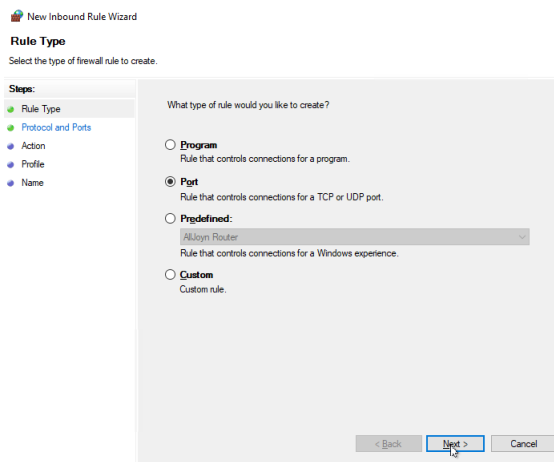 New Inbound Rule Wizard
Rule Type
Select the type of firewall rule to create.
Steps:
Rule Type
Protocol and Ports
Action
Profile
Name
What type of rule would you like to create?
Program
Rule that controls connections for a program.
Port
Rule that controls connections for a TCP or UDP port.
Predefined:
AllJoyn Router
Rule that controls connections for a Windows experience.
Custom
Custom rule.
< Back Next > Cancel